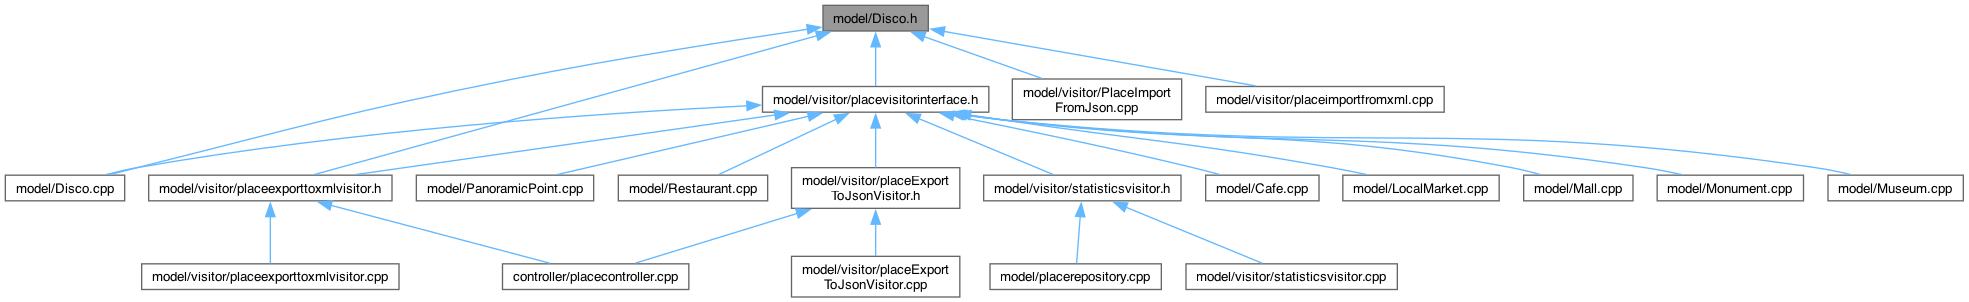 model/Disco.h
model/visitor/placevisitorinterface.h
model/visitor/PlaceImport
FromJson.cpp
model/visitor/placeimportfromxml.cpp
model/Disco.cpp
model/visitor/placeexporttoxmlvisitor.h
model/PanoramicPoint.cpp
model/Restaurant.cpp
model/visitor/placeExport
ToJsonVisitor.h
model/visitor/statisticsvisitor.h
model/Cafe.cpp
model/LocalMarket.cpp
model/Mall.cpp
model/Monument.cpp
model/Museum.cpp
model/visitor/placeexporttoxmlvisitor.cpp
controller/placecontroller.cpp
model/visitor/placeExport
ToJsonVisitor.cpp
model/placerepository.cpp
model/visitor/statisticsvisitor.cpp